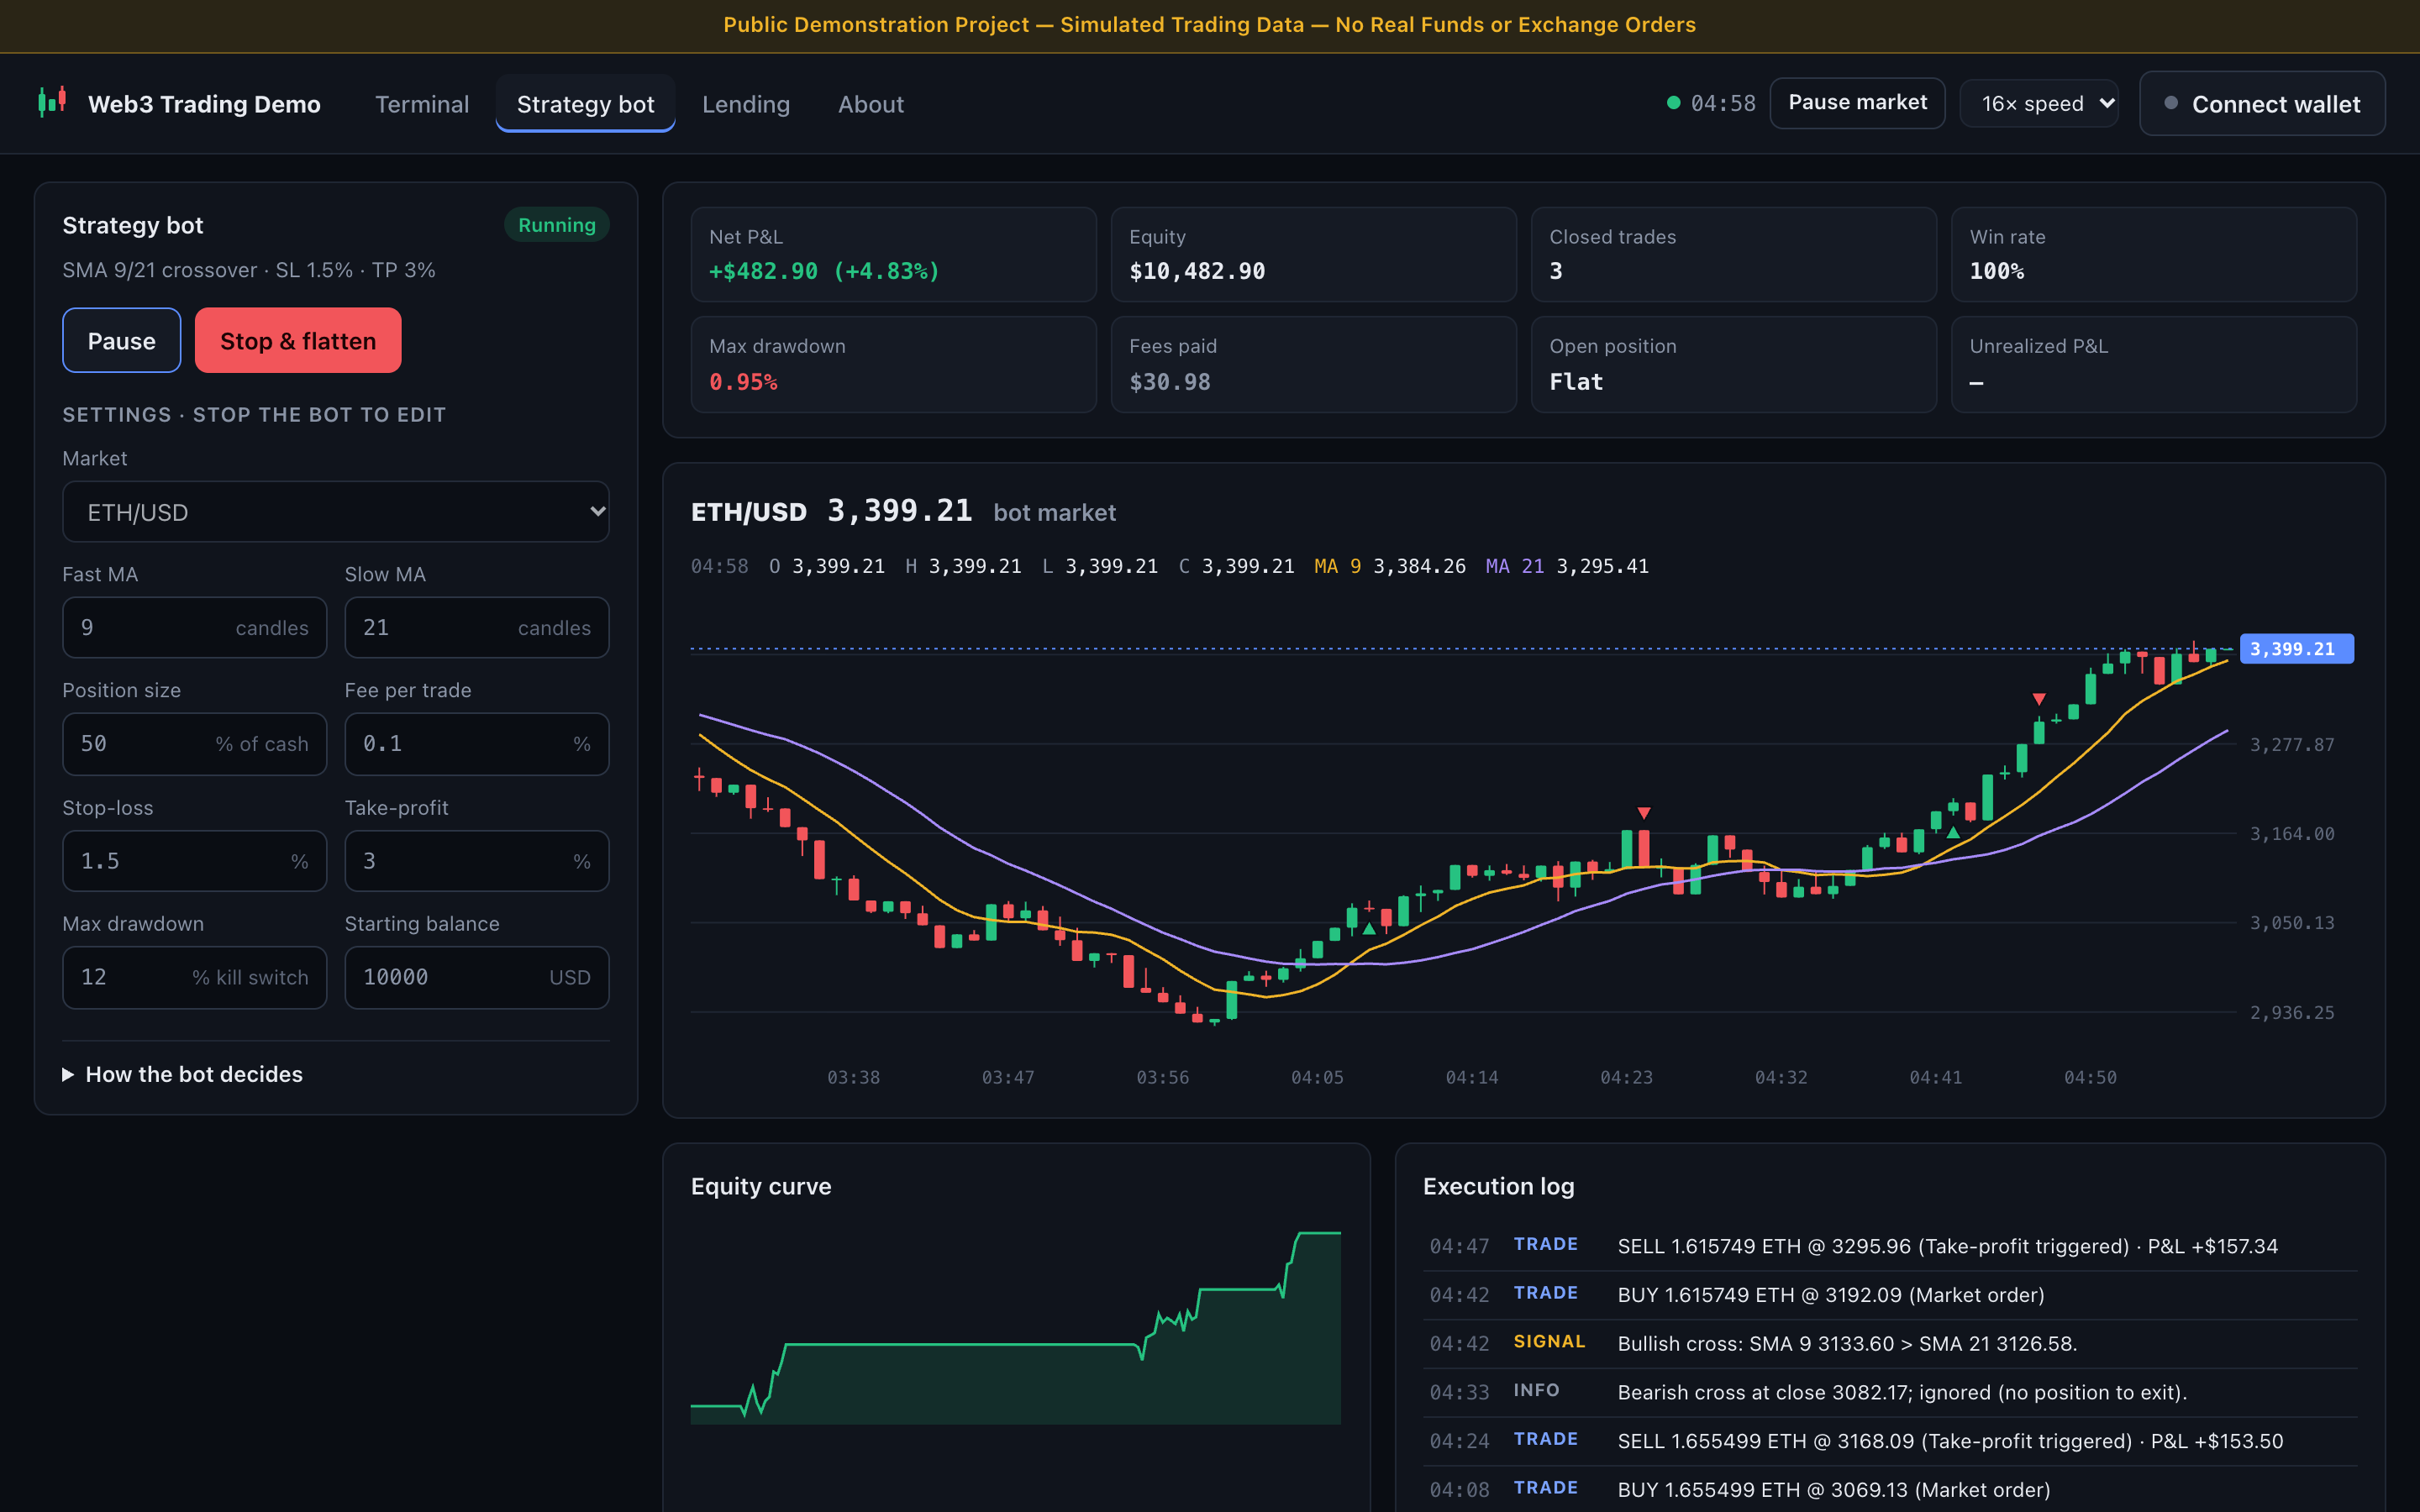 Public Demonstration Project — Simulated Trading Data — No Real Funds or Exchange Orders
Web3 Trading Demo
Terminal
Strategy bot
Lending
About
04:58
Pause market
16× speed
Connect wallet
Strategy bot
Running
SMA 9/21 crossover · SL 1.5% · TP 3%
Pause
Stop & flatten
SETTINGS · STOP THE BOT TO EDIT
Market
ETH/USD
Fast MA
Slow MA
9 candles
21 candles
Position size
Fee per trade
50 % of cash
0.1 %
Stop-loss
Take-profit
1.5 %
3 %
Max drawdown
Starting balance
12 % kill switch
10000 USD
How the bot decides
Net P&L
+$482.90 (+4.83%)
Equity
$10,482.90
Closed trades
3
Win rate
100%
Max drawdown
0.95%
Fees paid
$30.98
Open position
Flat
Unrealized P&L
—
ETH/USD 3,399.21 bot market
04:58 O 3,399.21 H 3,399.21 L 3,399.21 C 3,399.21 MA 9 3,384.26 MA 21 3,295.41
3,399.21
3,277.87
3,164.00
3,050.13
2,936.25
03:38 03:47 03:56 04:05 04:14 04:23 04:32 04:41 04:50
Equity curve
Execution log
04:47 TRADE SELL 1.615749 ETH @ 3295.96 (Take-profit triggered) · P&L +$157.34
04:42 TRADE BUY 1.615749 ETH @ 3192.09 (Market order)
04:42 SIGNAL Bullish cross: SMA 9 3133.60 > SMA 21 3126.58.
04:33 INFO Bearish cross at close 3082.17; ignored (no position to exit).
04:24 TRADE SELL 1.655499 ETH @ 3168.09 (Take-profit triggered) · P&L +$153.50
04:08 TRADE BUY 1.655499 ETH @ 3069.13 (Market order)